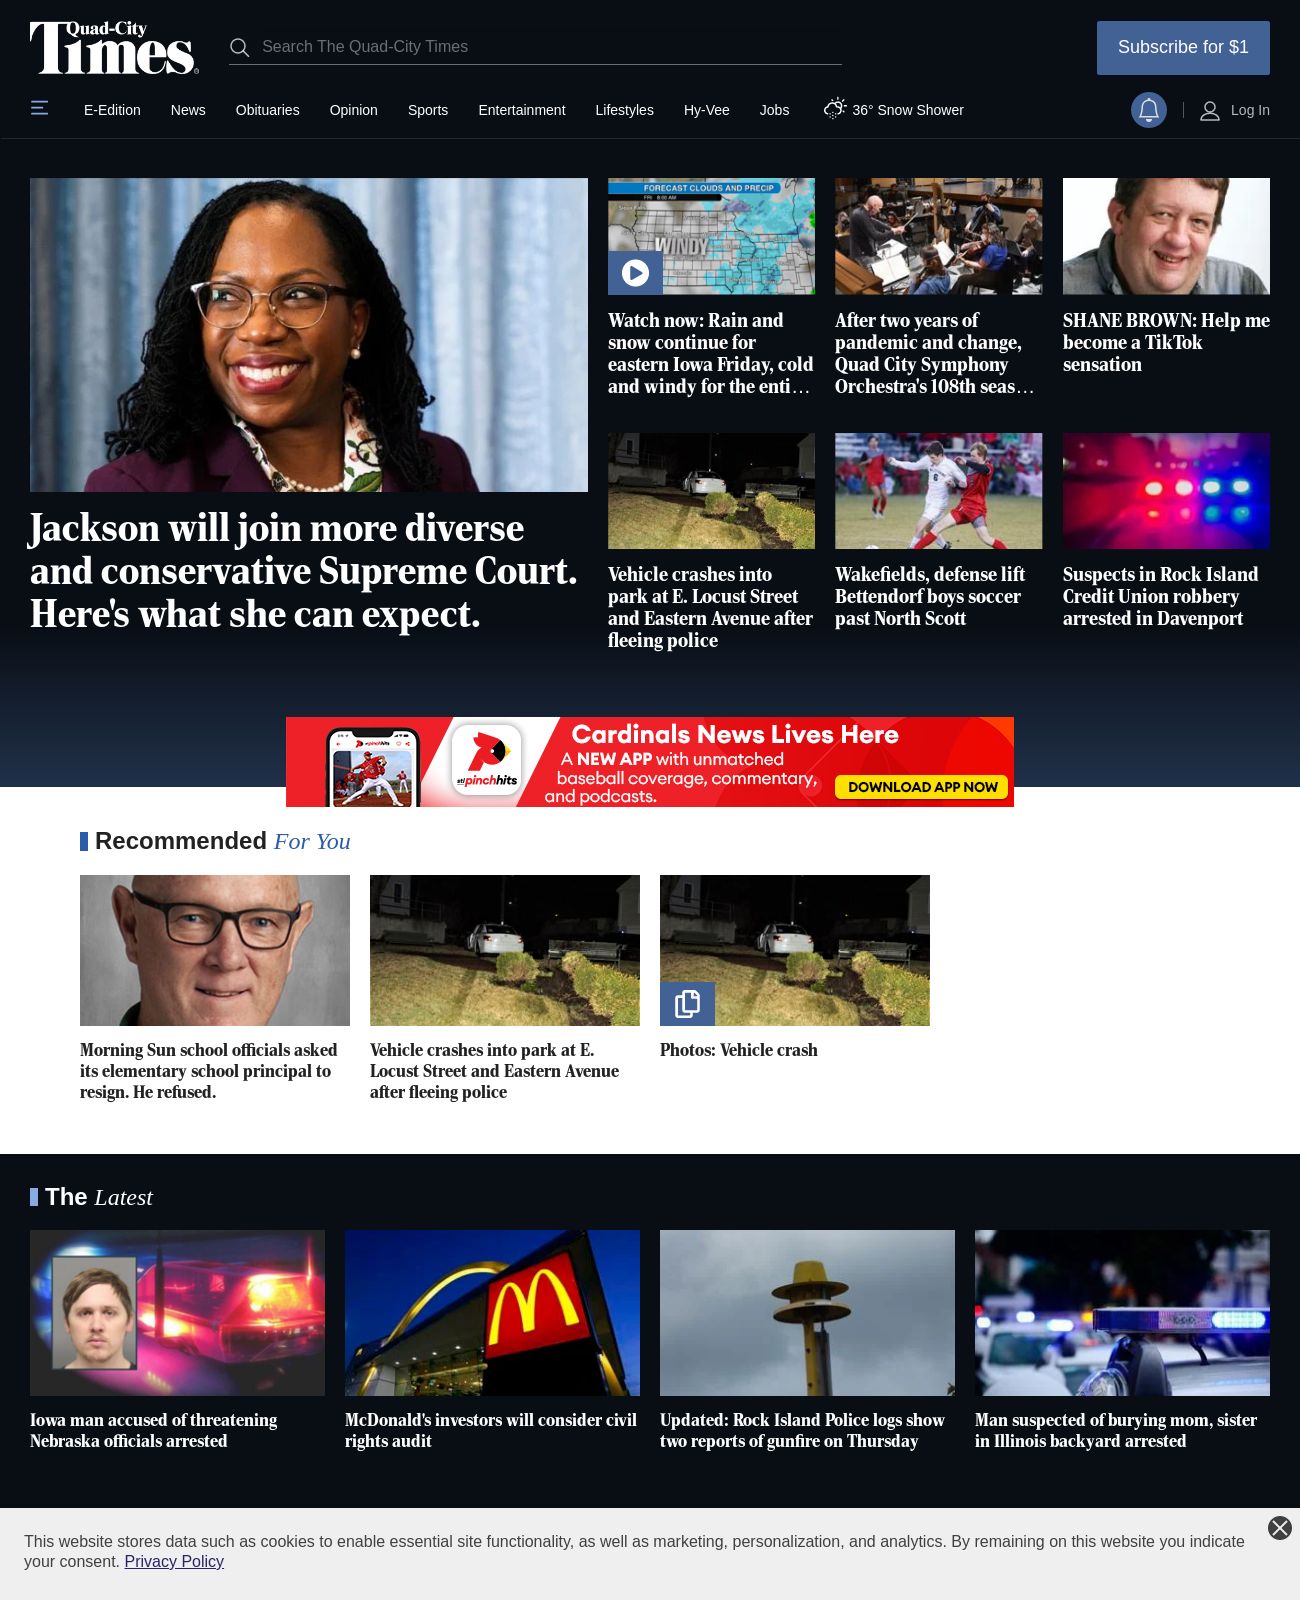 Quad-City
Times
Search The Quad-City Times
Subscribe for $1
E-Edition
News
Obituaries
Opinion
Sports
Entertainment
Lifestyles
Hy-Vee
Jobs
36° Snow Shower
Log In
FORECAST CLOUDS AND PRECIP
FRI 8:00 AM
WINDY
Watch now: Rain and
snow continue for
eastern Iowa Friday, cold
and windy for the enti…
After two years of
pandemic and change,
Quad City Symphony
Orchestra's 108th seas…
SHANE BROWN: Help me
become a TikTok
sensation
Jackson will join more diverse
and conservative Supreme Court.
Here's what she can expect.
Vehicle crashes into
park at E. Locust Street
and Eastern Avenue after
fleeing police
Wakefields, defense lift
Bettendorf boys soccer
past North Scott
Suspects in Rock Island
Credit Union robbery
arrested in Davenport
pinchhits
stlpinchhits
Cardinals News Lives Here
A NEW APP with unmatched
baseball coverage, commentary,
and podcasts.
DOWNLOAD APP NOW
Recommended For You
Morning Sun school officials asked
its elementary school principal to
resign. He refused.
Vehicle crashes into park at E.
Locust Street and Eastern Avenue
after fleeing police
Photos: Vehicle crash
The Latest
Iowa man accused of threatening
Nebraska officials arrested
McDonald's investors will consider civil
rights audit
Updated: Rock Island Police logs show
two reports of gunfire on Thursday
Man suspected of burying mom, sister
in Illinois backyard arrested
This website stores data such as cookies to enable essential site functionality, as well as marketing, personalization, and analytics. By remaining on this website you indicate
your consent. Privacy Policy